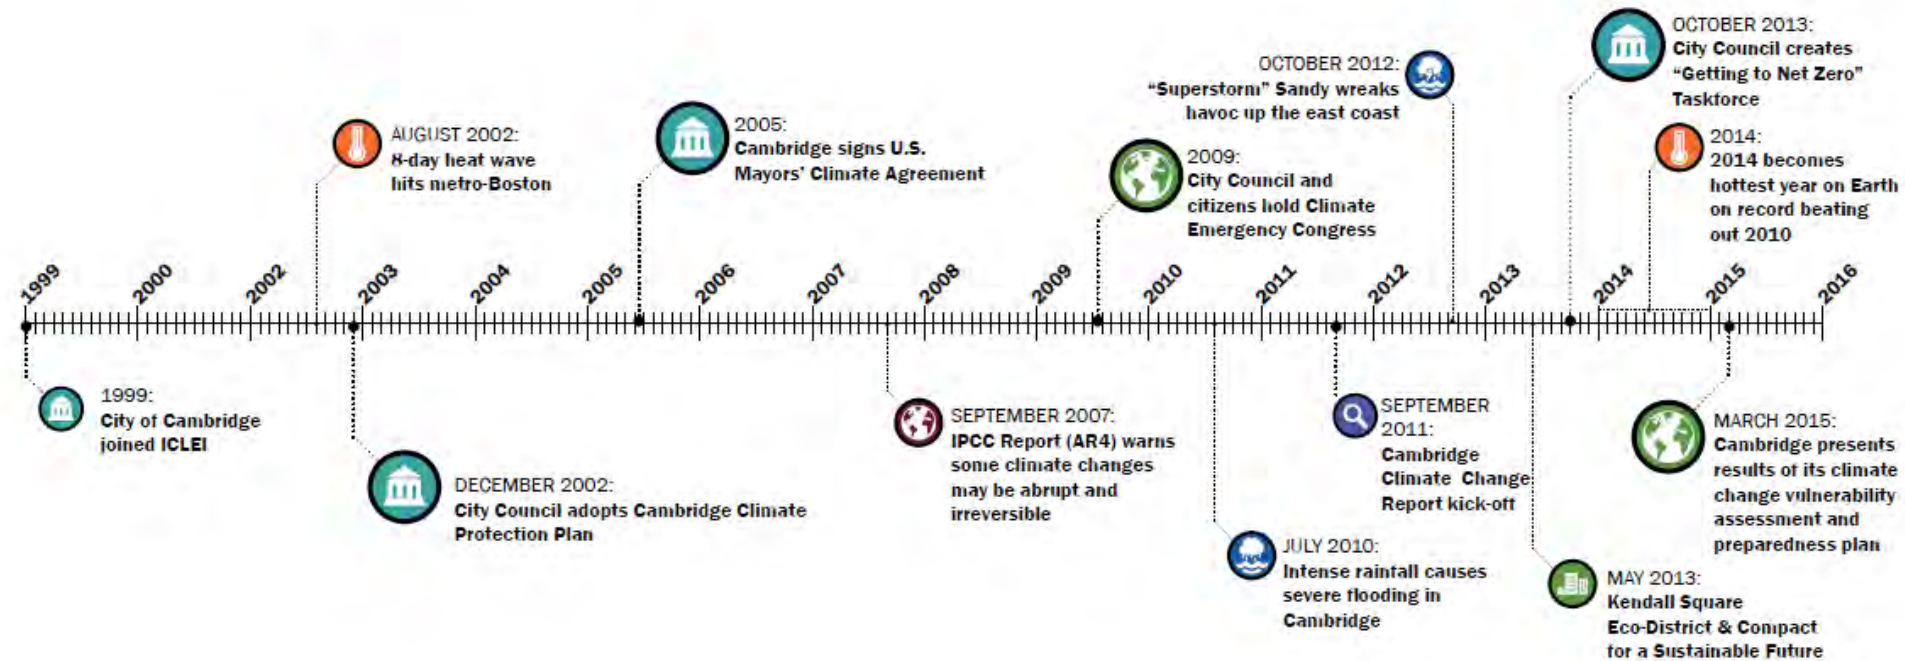 OCTOBER 2013:
City Council creates
“Getting to Net Zero”
Taskforce
OCTOBER 2012:
“Superstorm” Sandy wreaks
havoc up the east coast
AUGUST 2002:
8-day heat wave
hits metro-Boston
2005:
Cambridge signs U.S.
Mayors’ Climate Agreement
2009:
City Council and
citizens hold Climate
Emergency Congress
2014:
2014 becomes
hottest year on Earth
on record beating
out 2010
1999
2000
2002
2003
2004
2005
2006
2007
2008
2009
2010
2011
2012
2013
2014
2015
2016
1999:
City of Cambridge
joined ICLEI
DECEMBER 2002:
City Council adopts Cambridge Climate
Protection Plan
SEPTEMBER 2007:
IPCC Report (AR4) warns
some climate changes
may be abrupt and
irreversible
JULY 2010:
Intense rainfall causes
severe flooding in
Cambridge
SEPTEMBER
2011:
Cambridge
Climate Change
Report kick-off
MAY 2013:
Kendall Square
Eco-District & Compact
for a Sustainable Future
MARCH 2015:
Cambridge presents
results of its climate
change vulnerability
assessment and
preparedness plan